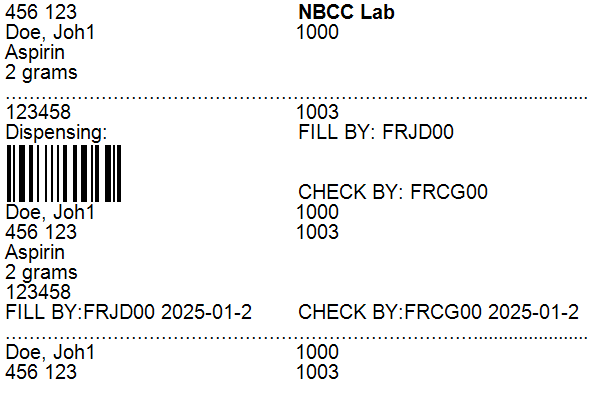 456 123 NBCC Lab
Doe, Joh1 1000
Aspirin
2 grams
123458 1003
Dispensing: FILL BY: FRJD00
CHECK BY: FRCG00
Doe, Joh1 1000
456 123 1003
Aspirin
2 grams
123458
FILL BY:FRJD00 2025-01-2 CHECK BY:FRCG00 2025-01-2
Doe, Joh1 1000
456 123 1003